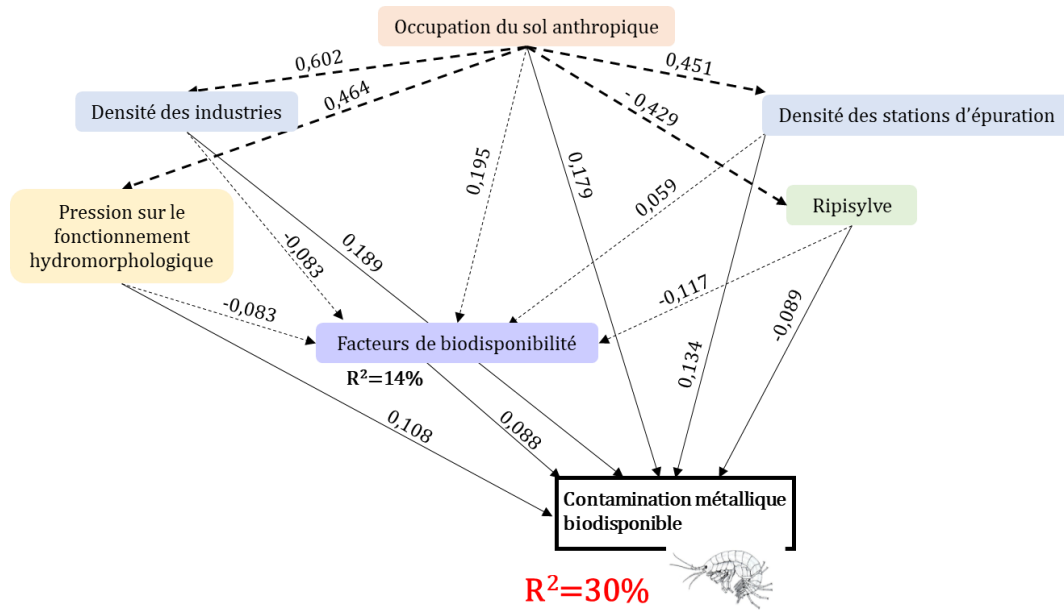 Occupation du sol anthropique
0,602
0,451
0,464
- 0,429
Densité des industries
Densité des stations d'épuration
0,195
0,179
0,059
Pression sur le
fonctionnement
hydromorphologique
Ripisylve
-0,083
0,189
-0,117
-0,083
-0,089
Facteurs de biodisponibilité
R²=14%
0,134
0,108
0,088
Contamination métallique
biodisponible
R²=30%